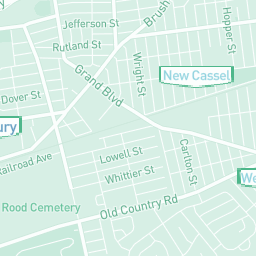 Jefferson St
Brush
Hopper St
Rutland St
Wright St
New Cassel
Grand Blvd
Dover St
ury
Railroad Ave
Lowell St
Carlton St
Whittier St
We
Rood Cemetery
Old Country Rd